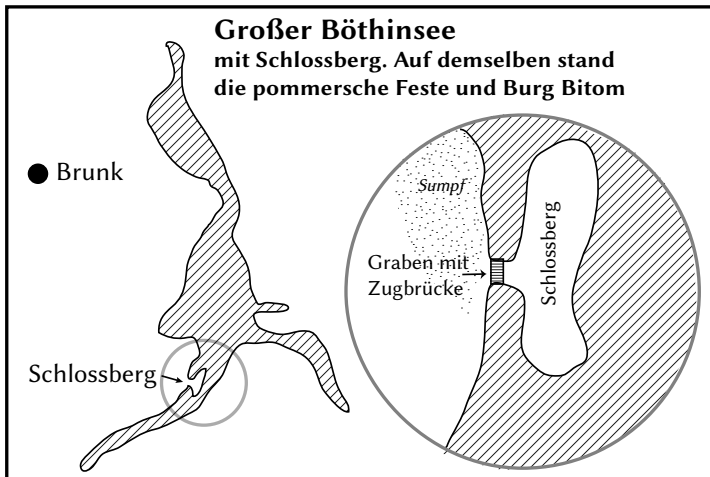 Großer Böthinsee
mit Schlossberg. Auf demselben stand
die pommersche Feste und Burg Bitom
Brunk
Schlossberg
Sumpf
Graben mit
Zugbrücke
Schlossberg